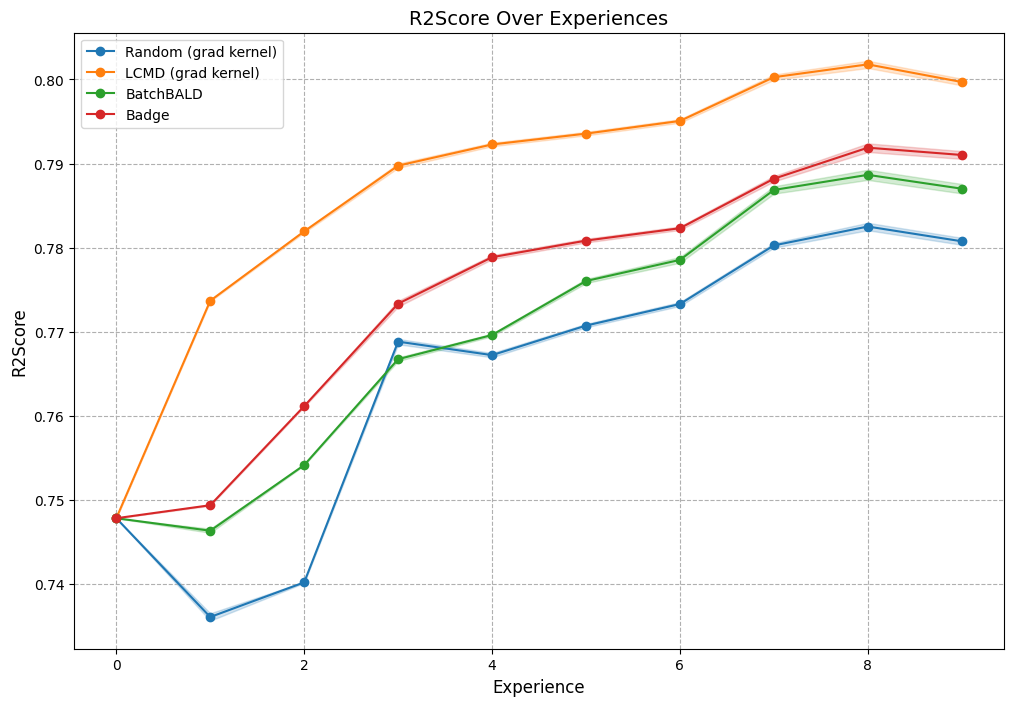 R2Score Over Experiences
Random (grad kernel)
LCMD (grad kernel)
BatchBALD
Badge
R2Score
0.80
0.79
0.78
0.77
0.76
0.75
0.74
0 2 4 6 8
Experience